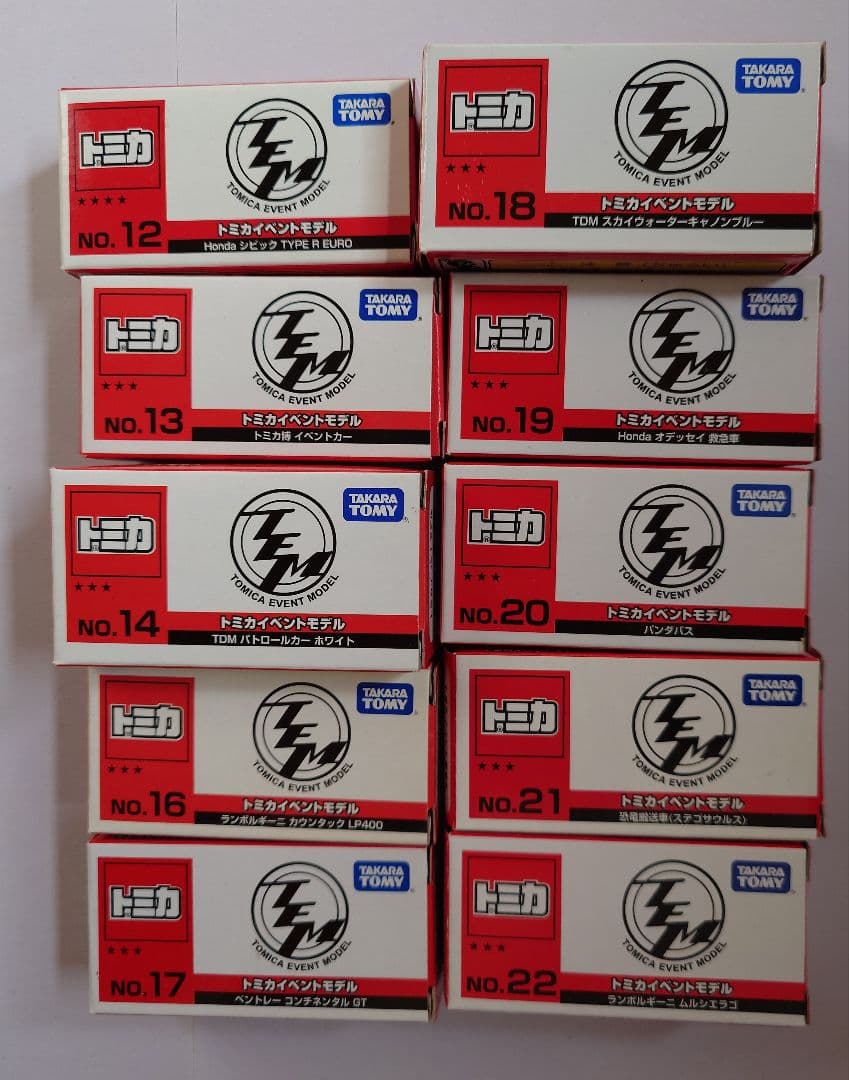 トミカ
★★★★
NO.12
TEM
TOMICA EVENT MODEL
TAKARA TOMY
トミカイベントモデル
Honda シビック TYPE R EURO
トミカ
★★★
NO.18
TEM
TOMICA EVENT MODEL
TAKARA TOMY
トミカイベントモデル
TDM スカイウォーターキャノンブルー
トミカ
★★★
NO.13
TEM
TOMICA EVENT MODEL
TAKARA TOMY
トミカイベントモデル
トミカ博 イベントカー
トミカ
★★★
NO.19
TEM
TOMICA EVENT MODEL
TAKARA TOMY
トミカイベントモデル
Honda オデッセイ 救急車
トミカ
★★★
NO.14
TEM
TOMICA EVENT MODEL
TAKARA TOMY
トミカイベントモデル
TDM パトロールカー ホワイト
トミカ
★★★
NO.20
TEM
TOMICA EVENT MODEL
TAKARA TOMY
トミカイベントモデル
パンダバス
トミカ
★★★
NO.16
TEM
TOMICA EVENT MODEL
TAKARA TOMY
トミカイベントモデル
ランボルギーニ カウンタック LP400
トミカ
★★★
NO.21
TEM
TOMICA EVENT MODEL
TAKARA TOMY
トミカイベントモデル
恐竜搬送車(ステゴサウルス)
トミカ
★★★
NO.17
TEM
TOMICA EVENT MODEL
TAKARA TOMY
トミカイベントモデル
ベントレー コンチネンタル GT
トミカ
★★★
NO.22
TEM
TOMICA EVENT MODEL
TAKARA TOMY
トミカイベントモデル
ランボルギーニ ムルシエラゴ